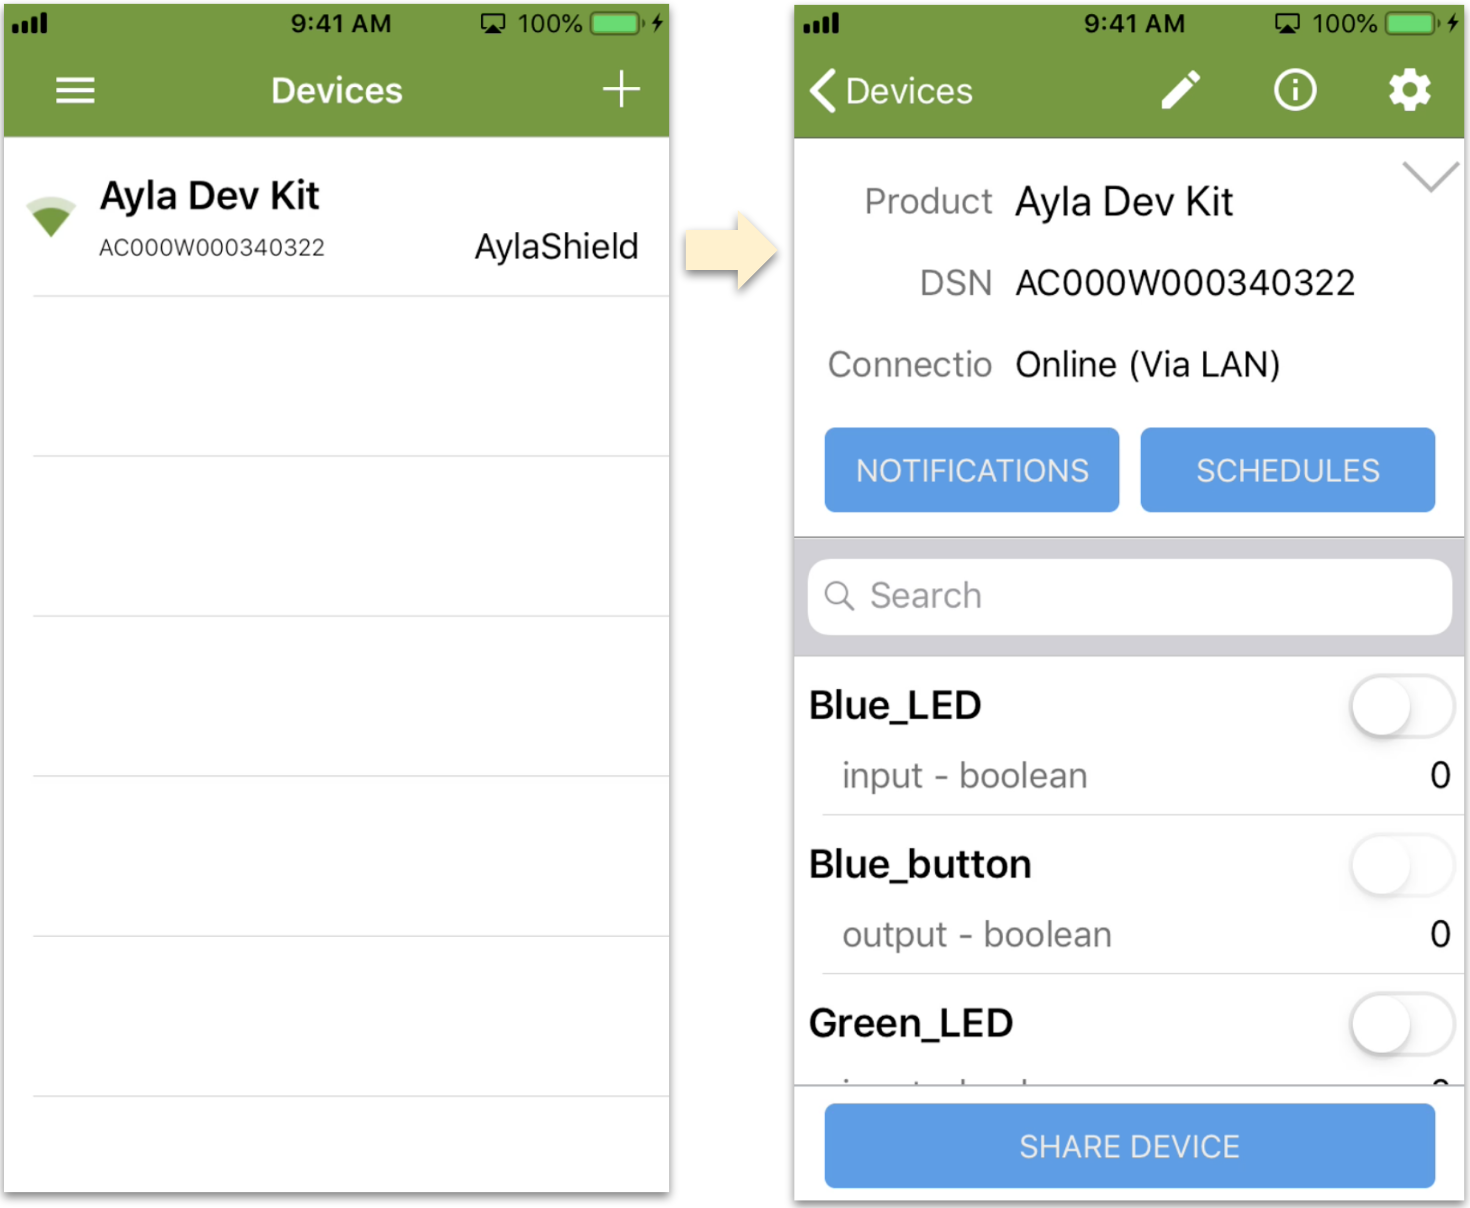 9:41 AM 100%
Devices
Ayla Dev Kit
AC000W000340322
AylaShield
9:41 AM 100%
Devices
Product Ayla Dev Kit
DSN AC000W000340322
Connectio Online (Via LAN)
NOTIFICATIONS SCHEDULES
Search
Blue_LED
input - boolean 0
Blue_button
output - boolean 0
Green_LED
SHARE DEVICE